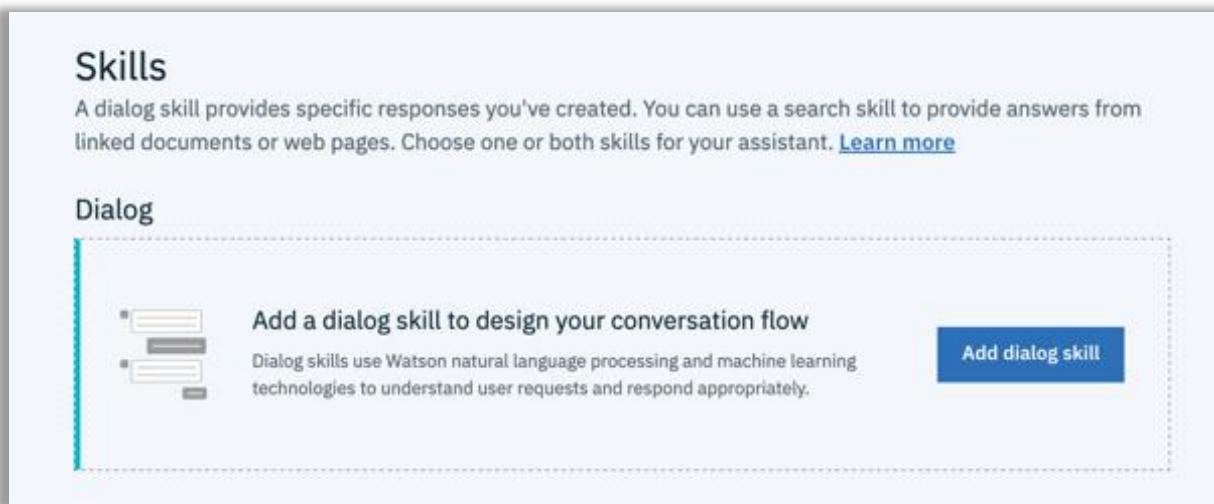 Skills
A dialog skill provides specific responses you've created. You can use a search skill to provide answers from
linked documents or web pages. Choose one or both skills for your assistant. Learn more
Dialog
Add a dialog skill to design your conversation flow
Dialog skills use Watson natural language processing and machine learning
technologies to understand user requests and respond appropriately.
Add dialog skill